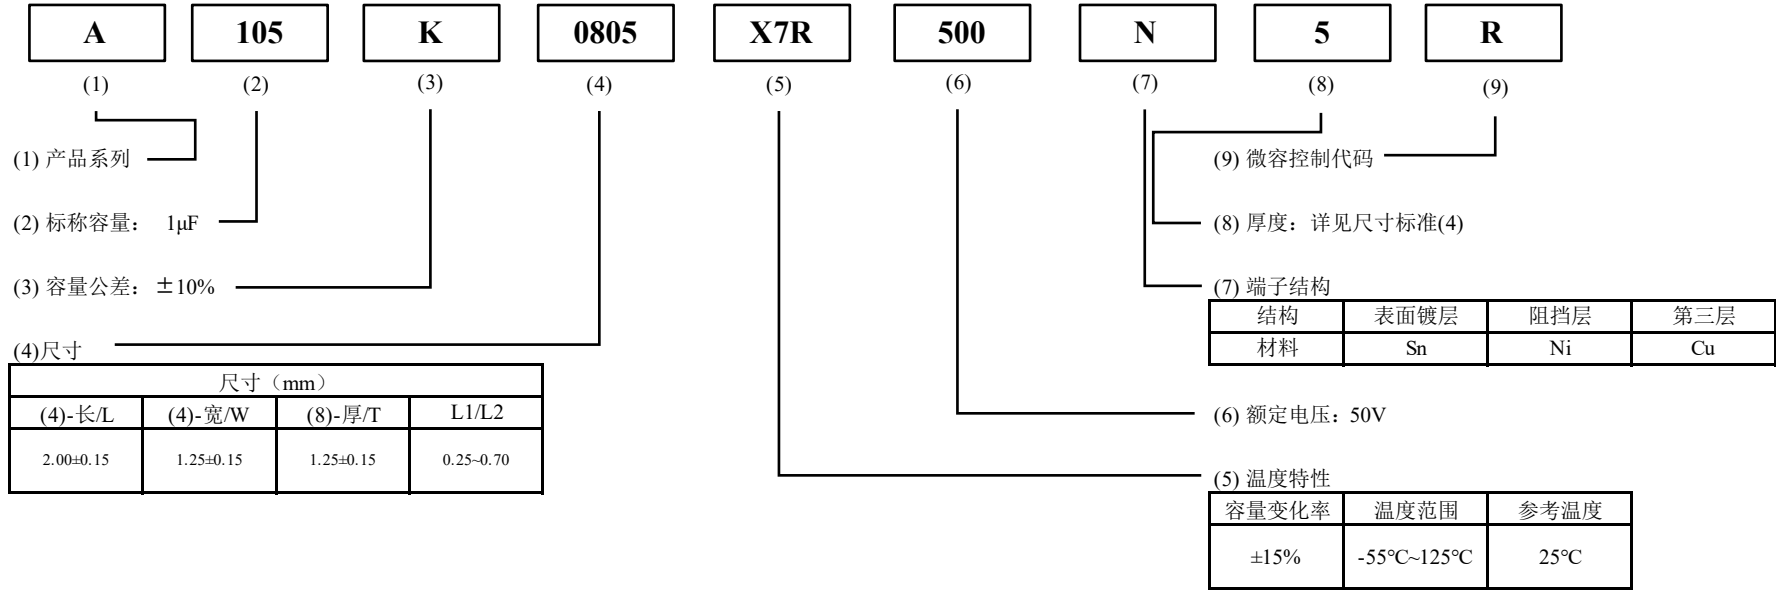 A 105 K 0805 X7R 500 N 5 R
(1) (2) (3) (4) (5) (6) (7) (8) (9)
(1) 产品系列
(2) 标称容量： 1μF
(3) 容量公差：±10%
(4)尺寸
尺寸（mm）
(4)-长/L (4)-宽/W (8)-厚/T L1/L2
2.00±0.15 1.25±0.15 1.25±0.15 0.25~0.70
(9) 微容控制代码
(8) 厚度：详见尺寸标准(4)
(7) 端子结构
结构 表面镀层 阻挡层 第三层
材料 Sn Ni Cu
(6) 额定电压：50V
(5) 温度特性
容量变化率 温度范围 参考温度
±15% -55℃~125℃ 25℃